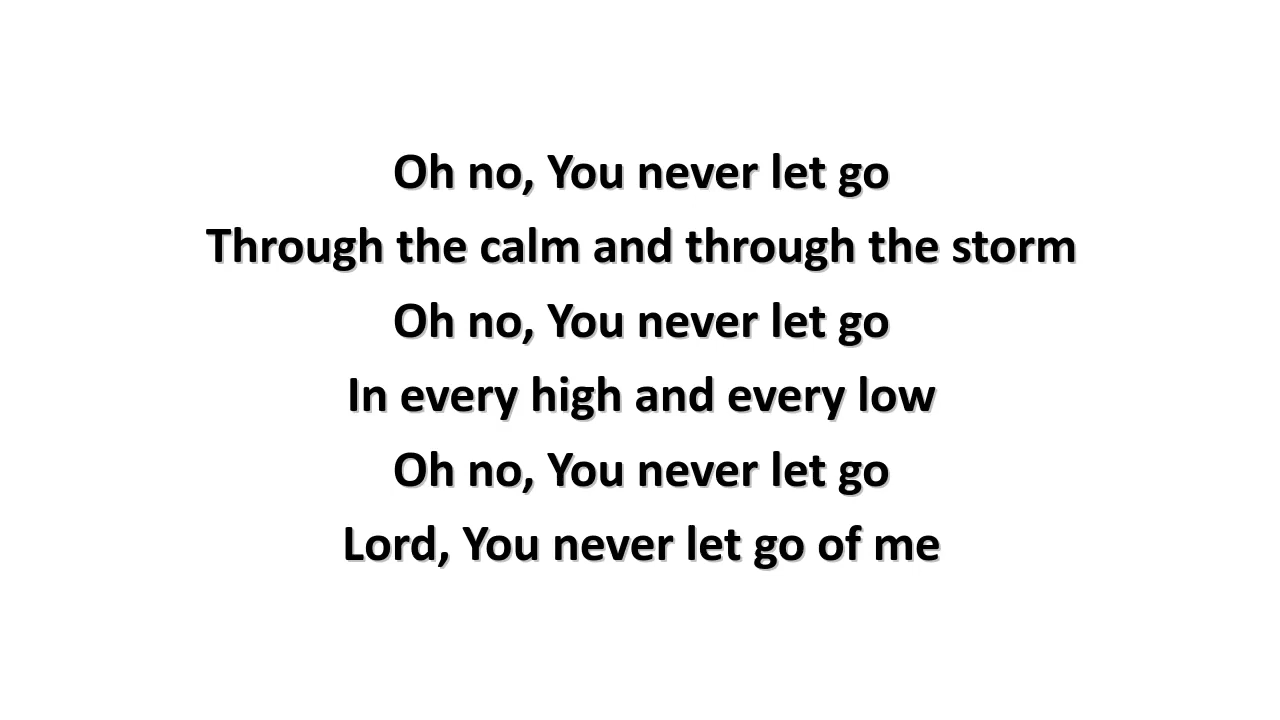 Oh no, You never let go
Through the calm and through the storm
Oh no, You never let go
In every high and every low
Oh no, You never let go
Lord, You never let go of me